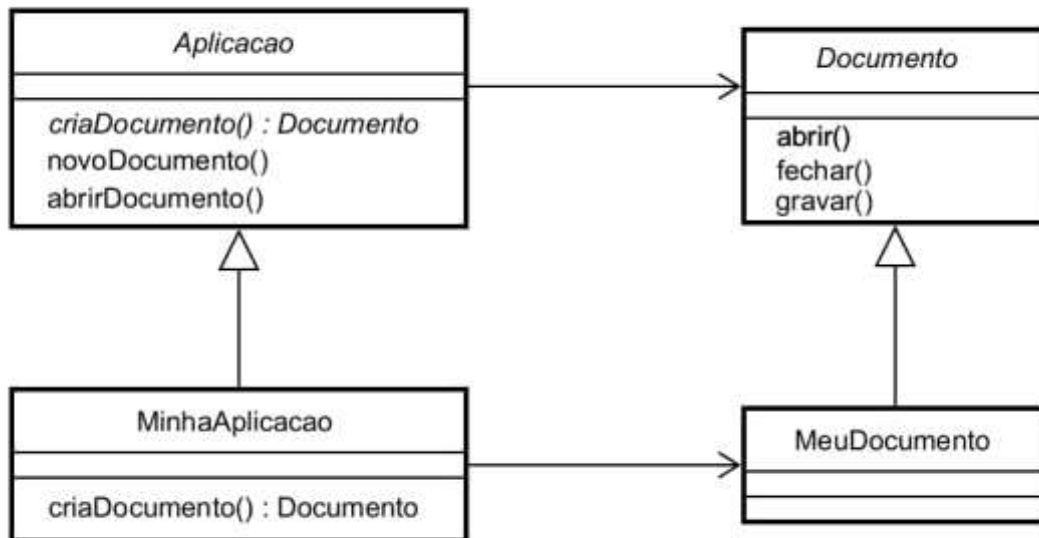 Aplicacao
criaDocumento() : Documento
novoDocumento()
abrirDocumento()
Documento
abrir()
fechar()
gravar()
MinhaAplicacao
criaDocumento() : Documento
MeuDocumento